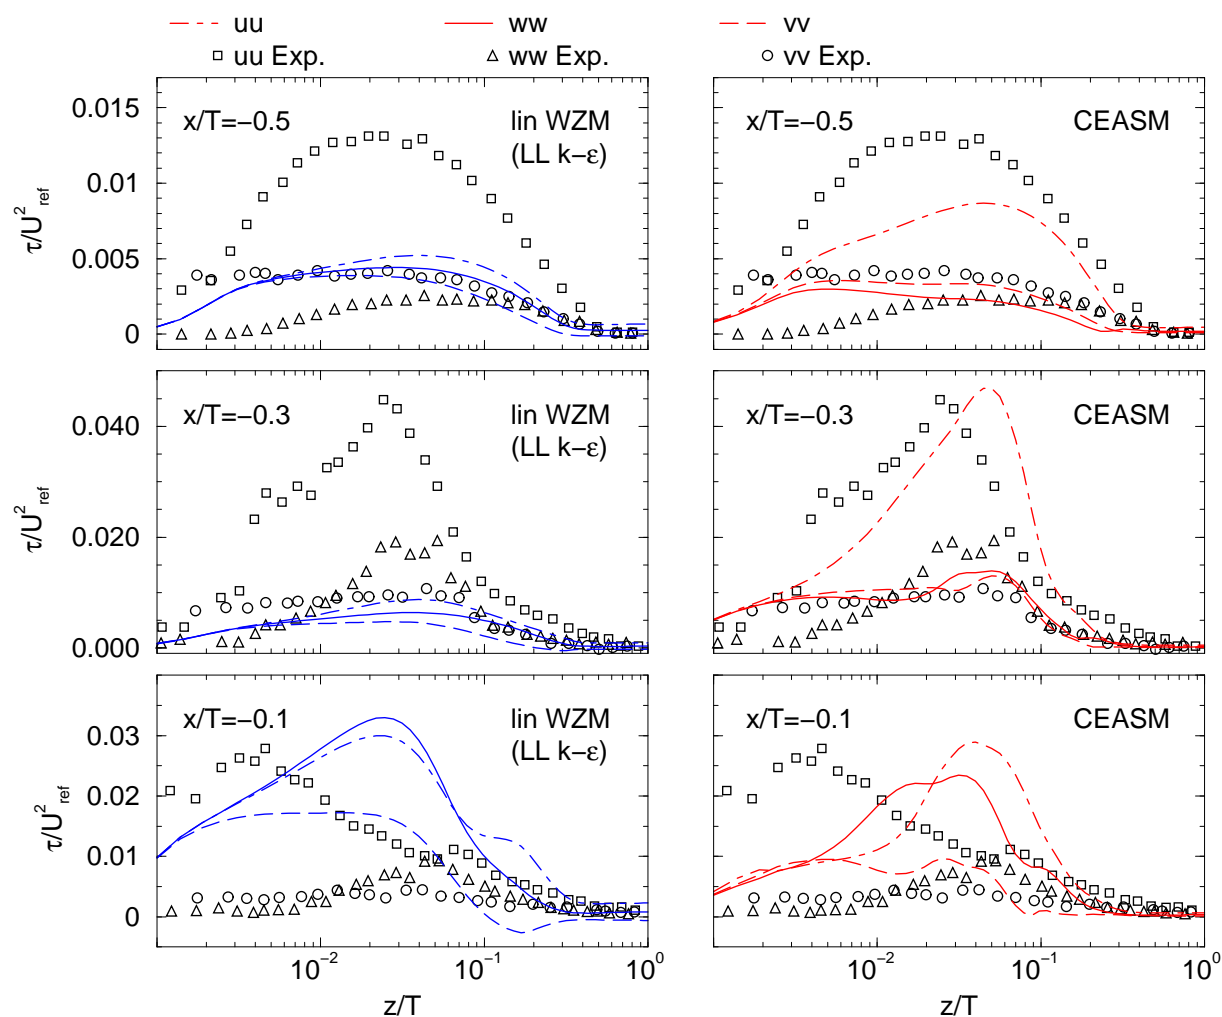 uu ww vv
uu Exp. ww Exp. vv Exp.
x/T=−0.5 lin WZM
(LL k−ε)
x/T=−0.5 CEASM
0.015
0.01
0.005
0
τ/U²ref
x/T=−0.3 lin WZM
(LL k−ε)
x/T=−0.3 CEASM
0.040
0.020
0.000
τ/U²ref
x/T=−0.1 lin WZM
(LL k−ε)
x/T=−0.1 CEASM
0.03
0.02
0.01
0
τ/U²ref
10⁻² 10⁻¹ 10⁰ 10⁻² 10⁻¹ 10⁰
z/T z/T